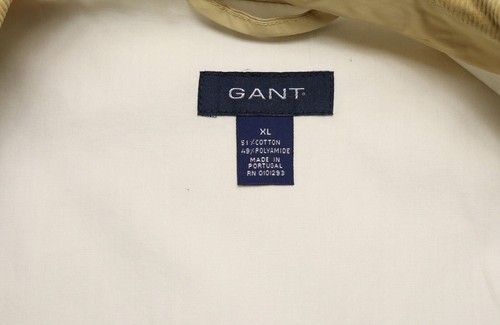 GANT
XL
51% COTTON
49% POLYAMIDE
MADE IN
PORTUGAL
RN 0101293